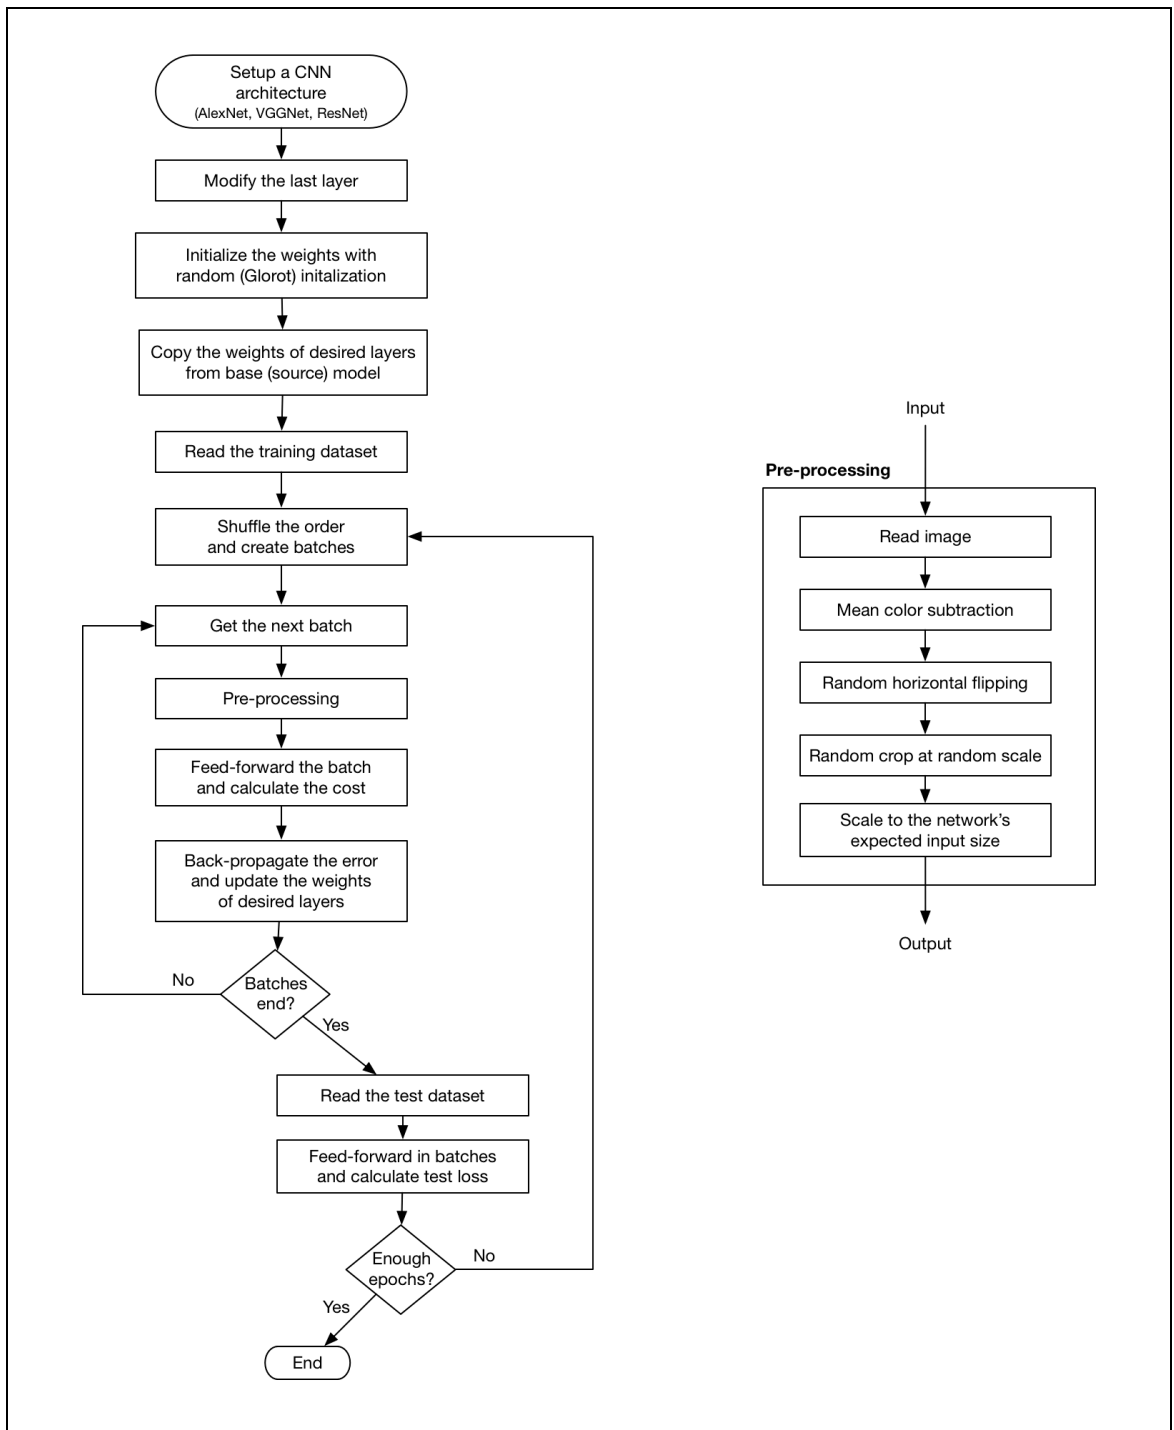 Setup a CNN
architecture
(AlexNet, VGGNet, ResNet)
Modify the last layer
Initialize the weights with
random (Glorot) initalization
Copy the weights of desired layers
from base (source) model
Read the training dataset
Shuffle the order
and create batches
Get the next batch
Pre-processing
Feed-forward the batch
and calculate the cost
Back-propagate the error
and update the weights
of desired layers
Batches
end?
No
Yes
Read the test dataset
Feed-forward in batches
and calculate test loss
Enough
epochs?
No
Yes
End
Input
Pre-processing
Read image
Mean color subtraction
Random horizontal flipping
Random crop at random scale
Scale to the network's
expected input size
Output